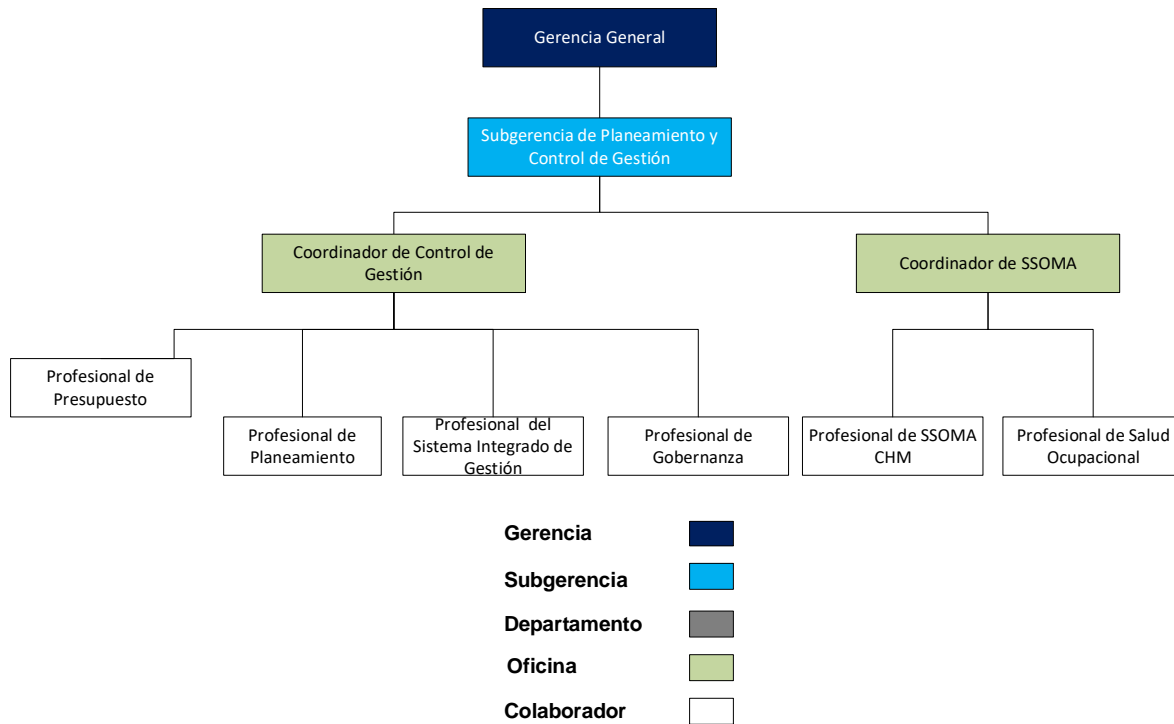 Gerencia General
Subgerencia de Planeamiento y
Control de Gestión
Coordinador de Control de
Gestión
Coordinador de SSOMA
Profesional de
Presupuesto
Profesional de
Planeamiento
Profesional del
Sistema Integrado de
Gestión
Profesional de
Gobernanza
Profesional de SSOMA
CHM
Profesional de Salud
Ocupacional
Gerencia
Subgerencia
Departamento
Oficina
Colaborador